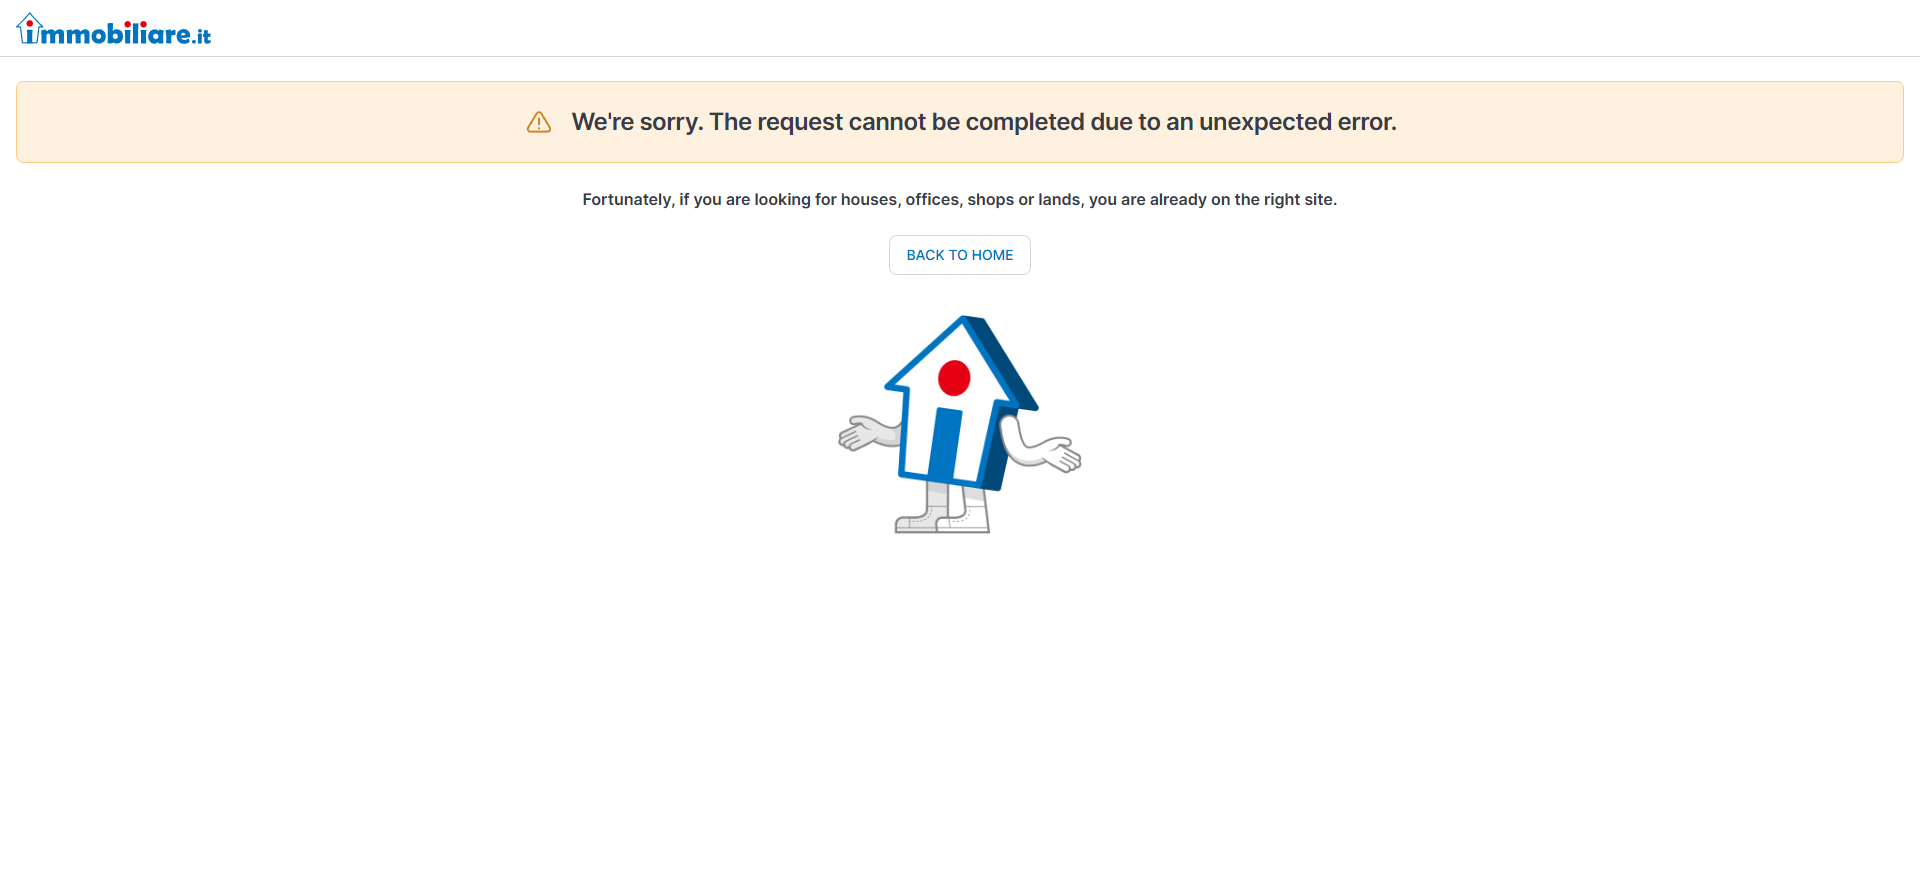 immobiliare.it
We're sorry. The request cannot be completed due to an unexpected error.
Fortunately, if you are looking for houses, offices, shops or lands, you are already on the right site.
BACK TO HOME